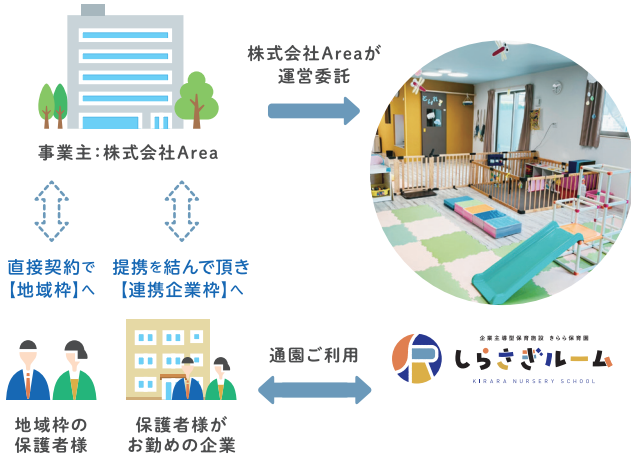 株式会社Areaが
運営委託
事業主：株式会社Area
直接契約で
【地域枠】へ
提携を結んで頂き
【連携企業枠】へ
通園ご利用
企業主導型保育施設 きらら保育園
しらさぎルーム
KIRARA NURSERY SCHOOL
地域枠の
保護者様
保護者様が
お勤めの企業